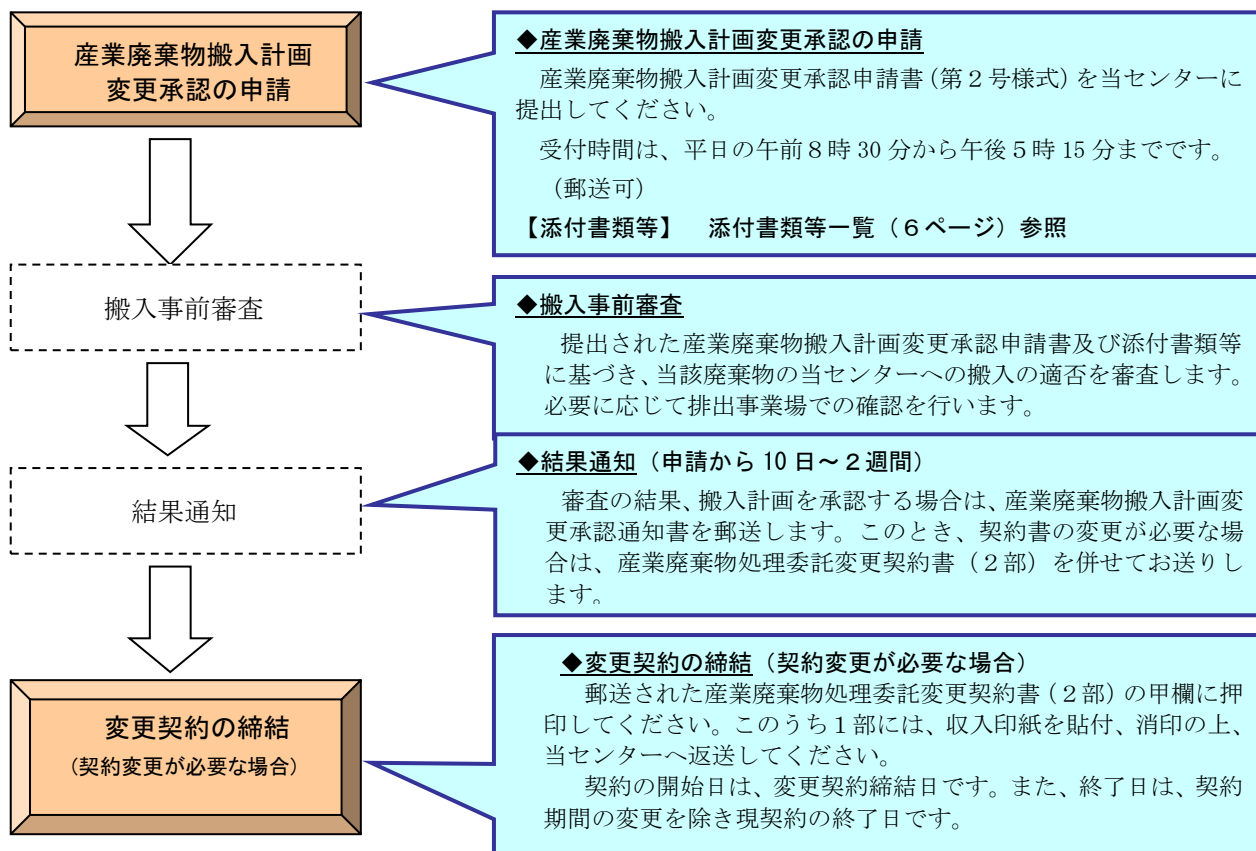 産業廃棄物搬入計画
変更承認の申請
◆産業廃棄物搬入計画変更承認の申請
産業廃棄物搬入計画変更承認申請書（第２号様式）を当センターに
提出してください。
受付時間は、平日の午前８時 30 分から午後５時 15 分までです。
（郵送可）
【添付書類等】　添付書類等一覧（６ページ）参照
搬入事前審査
◆搬入事前審査
提出された産業廃棄物搬入計画変更承認申請書及び添付書類等
に基づき、当該廃棄物の当センターへの搬入の適否を審査します。
必要に応じて排出事業場での確認を行います。
結果通知
◆結果通知（申請から 10 日～２週間）
審査の結果、搬入計画を承認する場合は、産業廃棄物搬入計画変
更承認通知書を郵送します。このとき、契約書の変更が必要な場
合は、産業廃棄物処理委託変更契約書（２部）を併せてお送りし
ます。
変更契約の締結
（契約変更が必要な場合）
◆変更契約の締結（契約変更が必要な場合）
郵送された産業廃棄物処理委託変更契約書（２部）の甲欄に押
印してください。このうち１部には、収入印紙を貼付、消印の上、
当センターへ返送してください。
契約の開始日は、変更契約締結日です。また、終了日は、契約
期間の変更を除き現契約の終了日です。